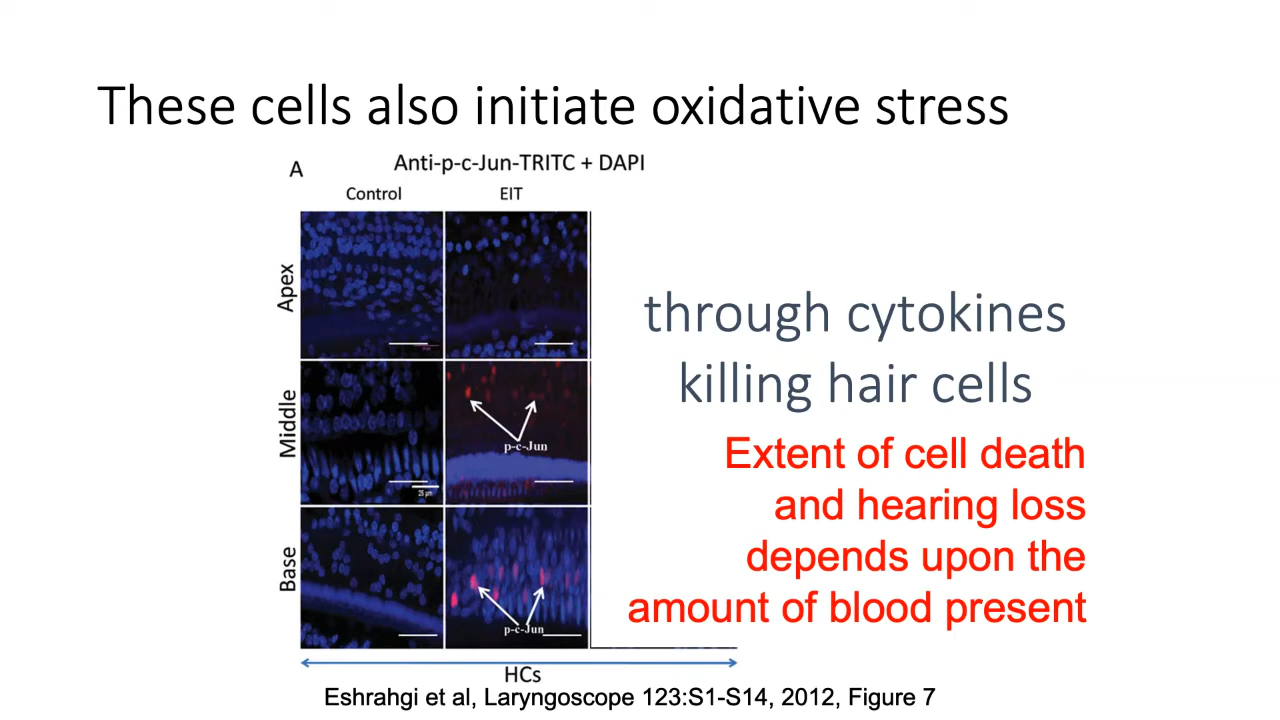 These cells also initiate oxidative stress
A
Anti-p-c-Jun-TRITC + DAPI
Control
EIT
Apex
Middle
p-c-Jun
25 µm
Base
p-c-Jun
HCs
through cytokines
killing hair cells
Extent of cell death
and hearing loss
depends upon the
amount of blood present
Eshrahgi et al, Laryngoscope 123:S1-S14, 2012, Figure 7